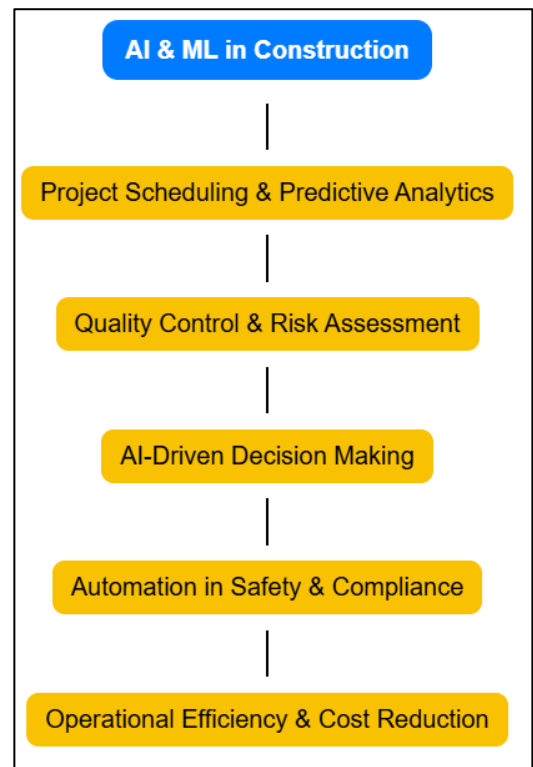 AI & ML in Construction
Project Scheduling & Predictive Analytics
Quality Control & Risk Assessment
AI-Driven Decision Making
Automation in Safety & Compliance
Operational Efficiency & Cost Reduction